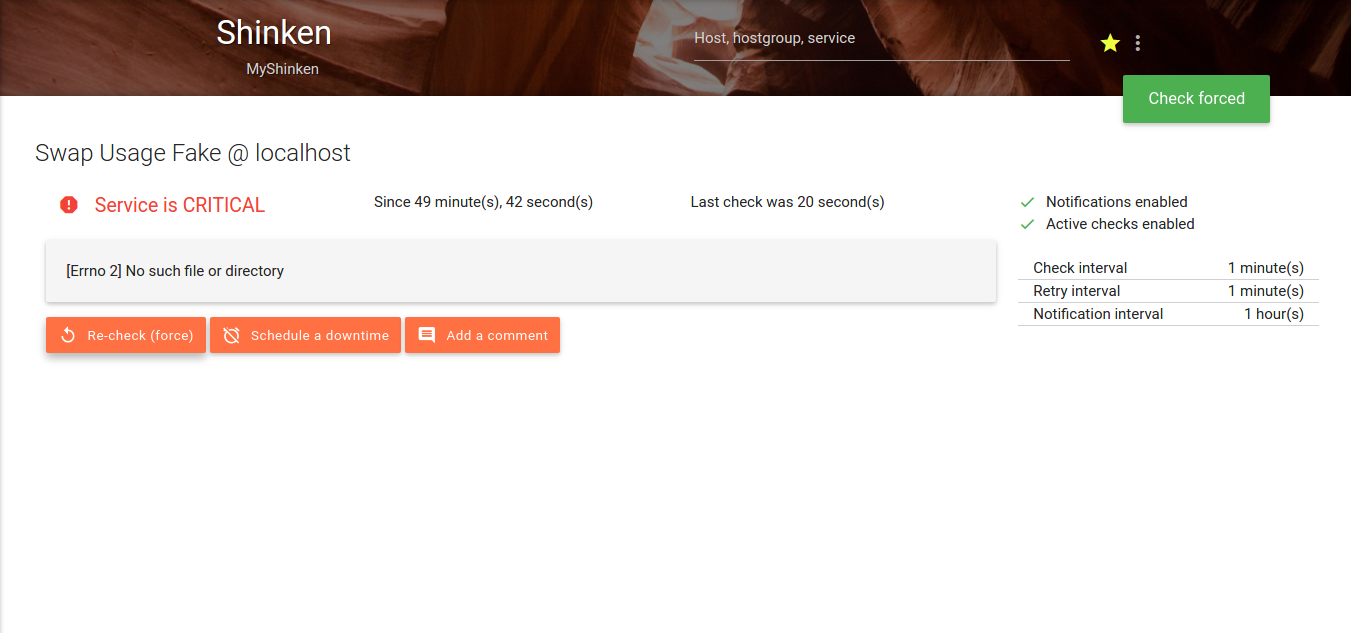 Shinken
MyShinken
Host, hostgroup, service
Check forced
Swap Usage Fake @ localhost
Service is CRITICAL
Since 49 minute(s), 42 second(s)
Last check was 20 second(s)
[Errno 2] No such file or directory
Re-check (force)
Schedule a downtime
Add a comment
Notifications enabled
Active checks enabled
Check interval 1 minute(s)
Retry interval 1 minute(s)
Notification interval 1 hour(s)